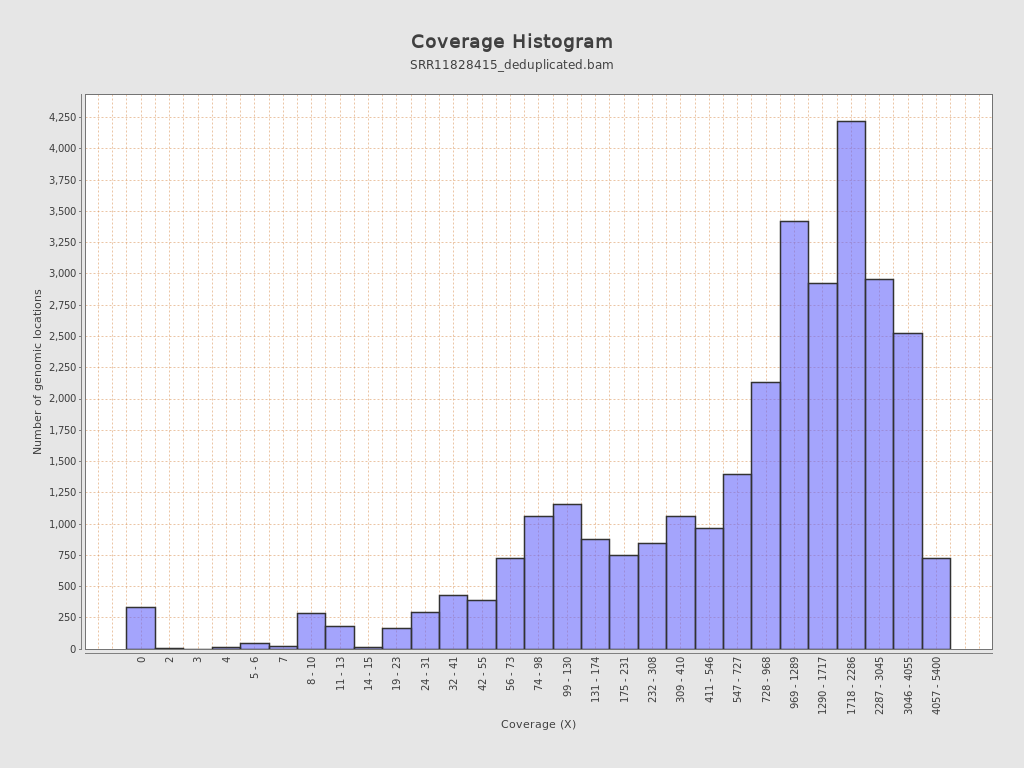 Coverage Histogram
SRR11828415_deduplicated.bam
Number of genomic locations
4,250
4,000
3,750
3,500
3,250
3,000
2,750
2,500
2,250
2,000
1,750
1,500
1,250
1,000
750
500
250
0
0
2
3
4
5 - 6
7
8 - 10
11 - 13
14 - 15
19 - 23
24 - 31
32 - 41
42 - 55
56 - 73
74 - 98
99 - 130
131 - 174
175 - 231
232 - 308
309 - 410
411 - 546
547 - 727
728 - 968
969 - 1289
1290 - 1717
1718 - 2286
2287 - 3045
3046 - 4055
4057 - 5400
Coverage (X)